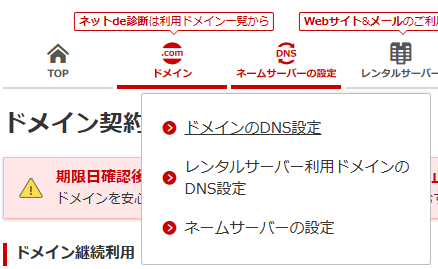 ネットde診断は利用ドメイン一覧から
Webサイト&メールのご利
.com
DNS
TOP
ドメイン
ネームサーバーの設定
レンタルサーバー
ドメイン契約
ドメインのDNS設定
レンタルサーバー利用ドメインの
DNS設定
ネームサーバーの設定
期限日確認後
ドメインを安心
ドメイン継続利用